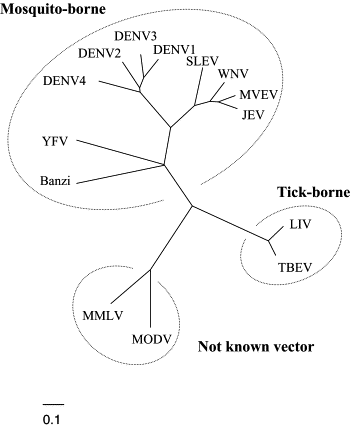 Mosquito-borne
DENV3
DENV2
DENV1
SLEV
DENV4
WNV
MVEV
JEV
YFV
Banzi
Tick-borne
LIV
TBEV
MMLV
MODV
Not known vector
0.1